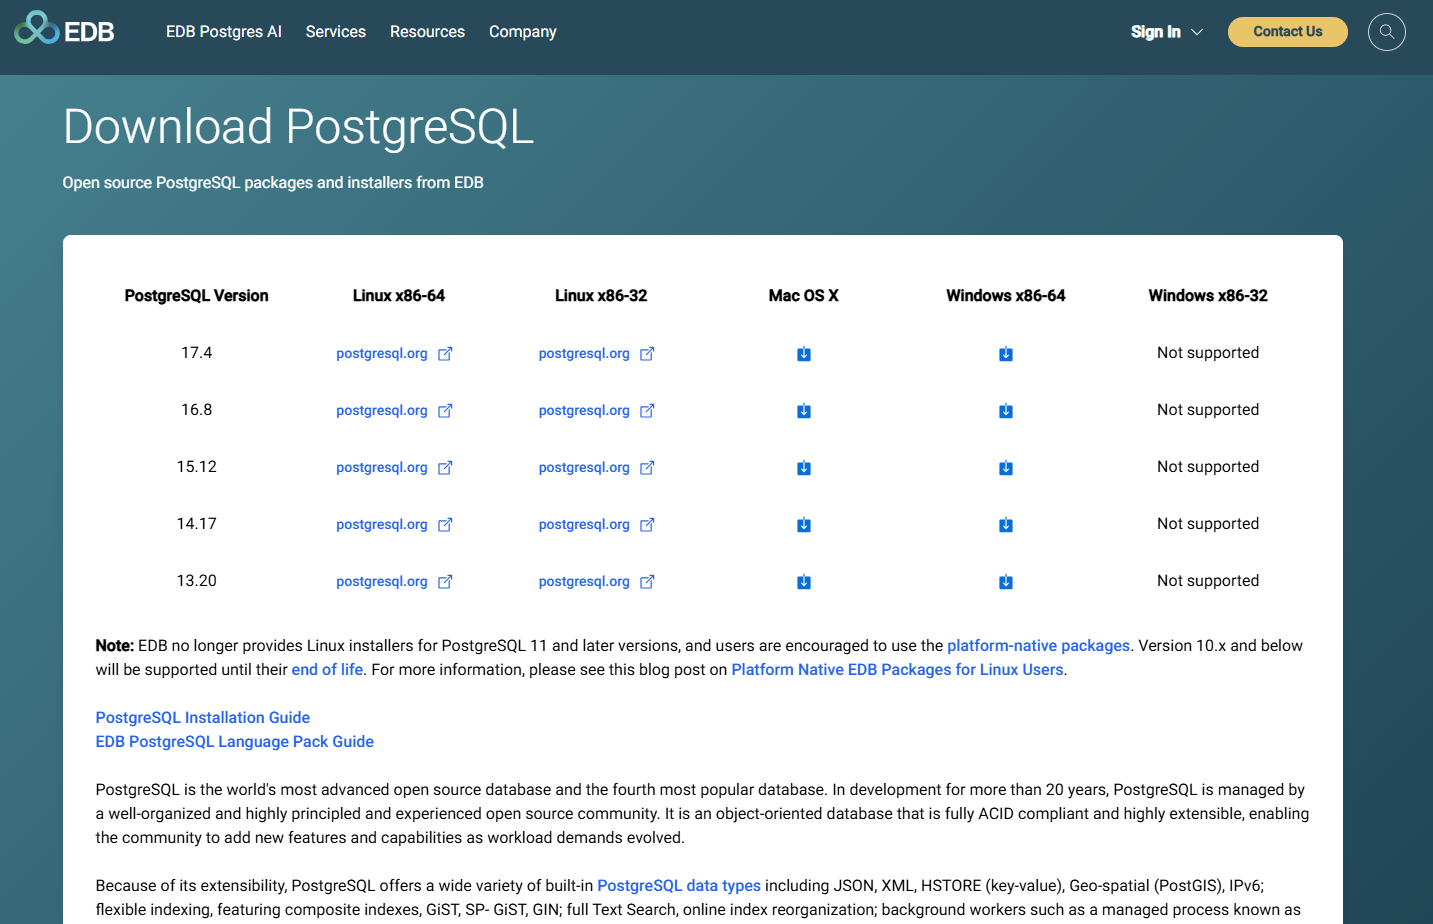 EDB
EDB Postgres AI Services Resources Company
Sign In
Contact Us
Download PostgreSQL
Open source PostgreSQL packages and installers from EDB
PostgreSQL Version Linux x86-64 Linux x86-32 Mac OS X Windows x86-64 Windows x86-32
17.4 postgresql.org postgresql.org Not supported
16.8 postgresql.org postgresql.org Not supported
15.12 postgresql.org postgresql.org Not supported
14.17 postgresql.org postgresql.org Not supported
13.20 postgresql.org postgresql.org Not supported
Note: EDB no longer provides Linux installers for PostgreSQL 11 and later versions, and users are encouraged to use the platform-native packages. Version 10.x and below
will be supported until their end of life. For more information, please see this blog post on Platform Native EDB Packages for Linux Users.
PostgreSQL Installation Guide
EDB PostgreSQL Language Pack Guide
PostgreSQL is the world's most advanced open source database and the fourth most popular database. In development for more than 20 years, PostgreSQL is managed by
a well-organized and highly principled and experienced open source community. It is an object-oriented database that is fully ACID compliant and highly extensible, enabling
the community to add new features and capabilities as workload demands evolved.
Because of its extensibility, PostgreSQL offers a wide variety of built-in PostgreSQL data types including JSON, XML, HSTORE (key-value), Geo-spatial (PostGIS), IPv6;
flexible indexing, featuring composite indexes, GiST, SP- GiST, GIN; full Text Search, online index reorganization; background workers such as a managed process known as